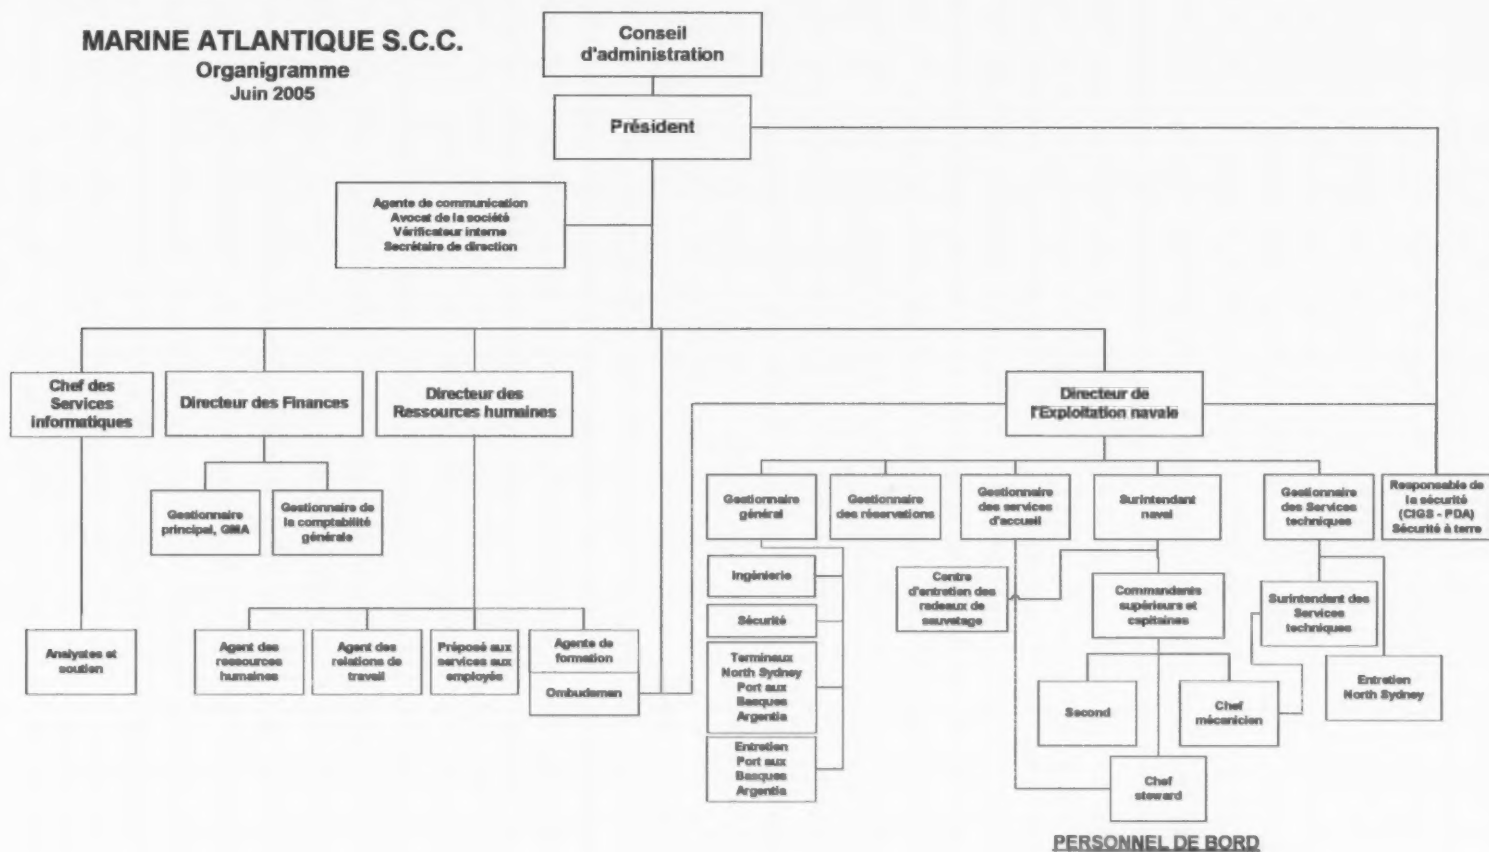 MARINE ATLANTIQUE S.C.C.
Organigramme
Juin 2005
Conseil
d'administration
Président
Agente de communication
Avocat de la société
Vérificateur interne
Secrétaire de direction
Chef des
Services
informatiques
Directeur des Finances
Directeur des
Ressources humaines
Directeur de
l'Exploitation navale
Gestionnaire
principal, GMA
Gestionnaire de
la comptabilité
générale
Gestionnaire
général
Gestionnaire
des réservations
Gestionnaire
des services
d'accueil
Surintendant
naval
Gestionnaire
des Services
techniques
Responsable de
la sécurité
(CIGS - PDA)
Sécurité à terre
Ingénierie
Sécurité
Terminaux
North Sydney
Port aux
Basques
Argentia
Entretien
Port aux
Basques
Argentia
Centre
d'entretien des
radeaux de
sauvetage
Commandants
supérieurs et
capitaines
Surintendant des
Services
techniques
Analystes et
soutien
Agent des
ressources
humaines
Agent des
relations de
travail
Préposé aux
services aux
employés
Agente de
formation
Ombudsman
Second
Chef
mécanicien
Entretien
North Sydney
Chef
steward
PERSONNEL DE BORD